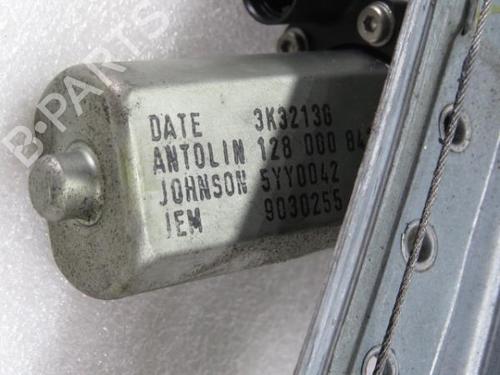 B-PARTS
DATE 3K32136
ANTOLIN 128 000 84
JOHNSON 5YY0042
IEM 9030255